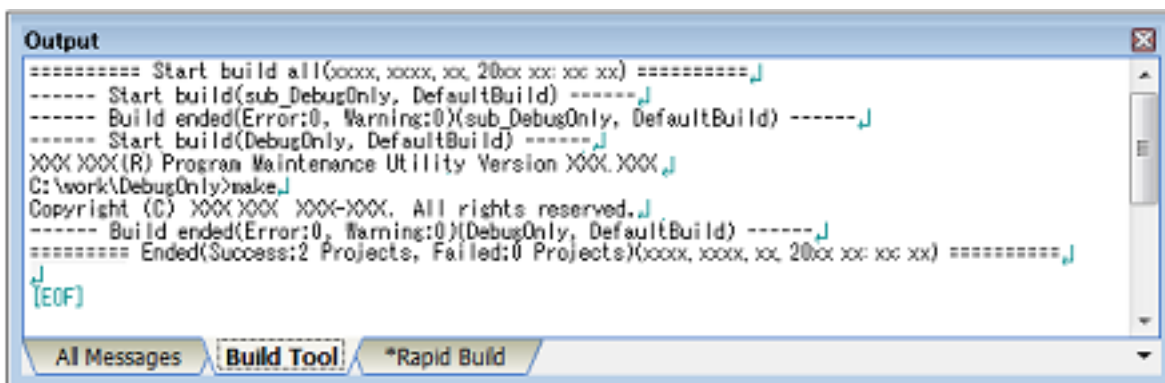 Output
========== Start build all(xxxx, xxxx, xx, 20xx xx: xx: xx) ==========↲
------ Start build(sub_DebugOnly, DefaultBuild) ------↲
------ Build ended(Error:0, Warning:0)(sub_DebugOnly, DefaultBuild) ------↲
------ Start build(DebugOnly, DefaultBuild) ------↲
XXX XXX(R) Program Maintenance Utility Version XXX.XXX↲
C:\work\DebugOnly>make↲
Copyright (C) XXX XXX XXX-XXX. All rights reserved.↲
------ Build ended(Error:0, Warning:0)(DebugOnly, DefaultBuild) ------↲
========= Ended(Success:2 Projects, Failed:0 Projects)(xxxx, xxxx, xx, 20xx xx: xx: xx) ==========↲
↲
[EOF]
All Messages Build Tool *Rapid Build